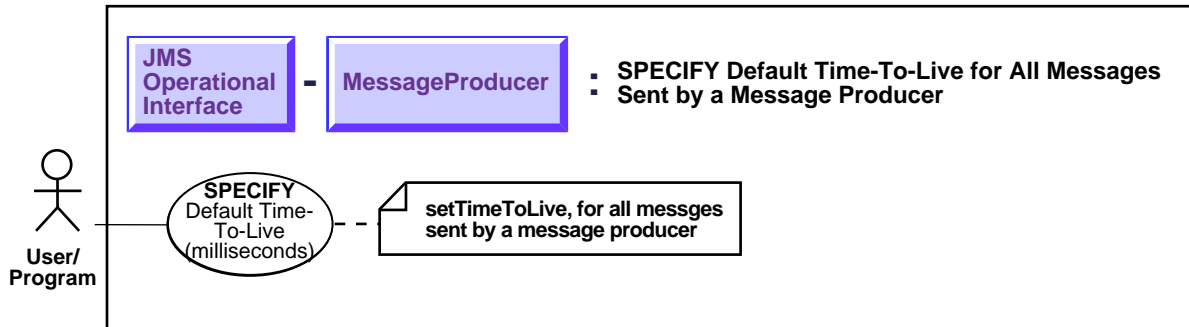 JMS
Operational
Interface
-
MessageProducer
:
SPECIFY Default Time-To-Live for All Messages
Sent by a Message Producer
SPECIFY
Default Time-
To-Live
(milliseconds)
setTimeToLive, for all messges
sent by a message producer
User/
Program